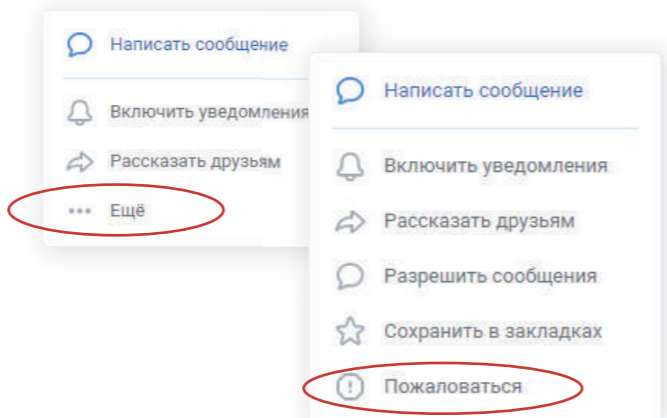 Написать сообщение
Включить уведомления
Рассказать друзьям
Ещё
Написать сообщение
Включить уведомления
Рассказать друзьям
Разрешить сообщения
Сохранить в закладках
Пожаловаться